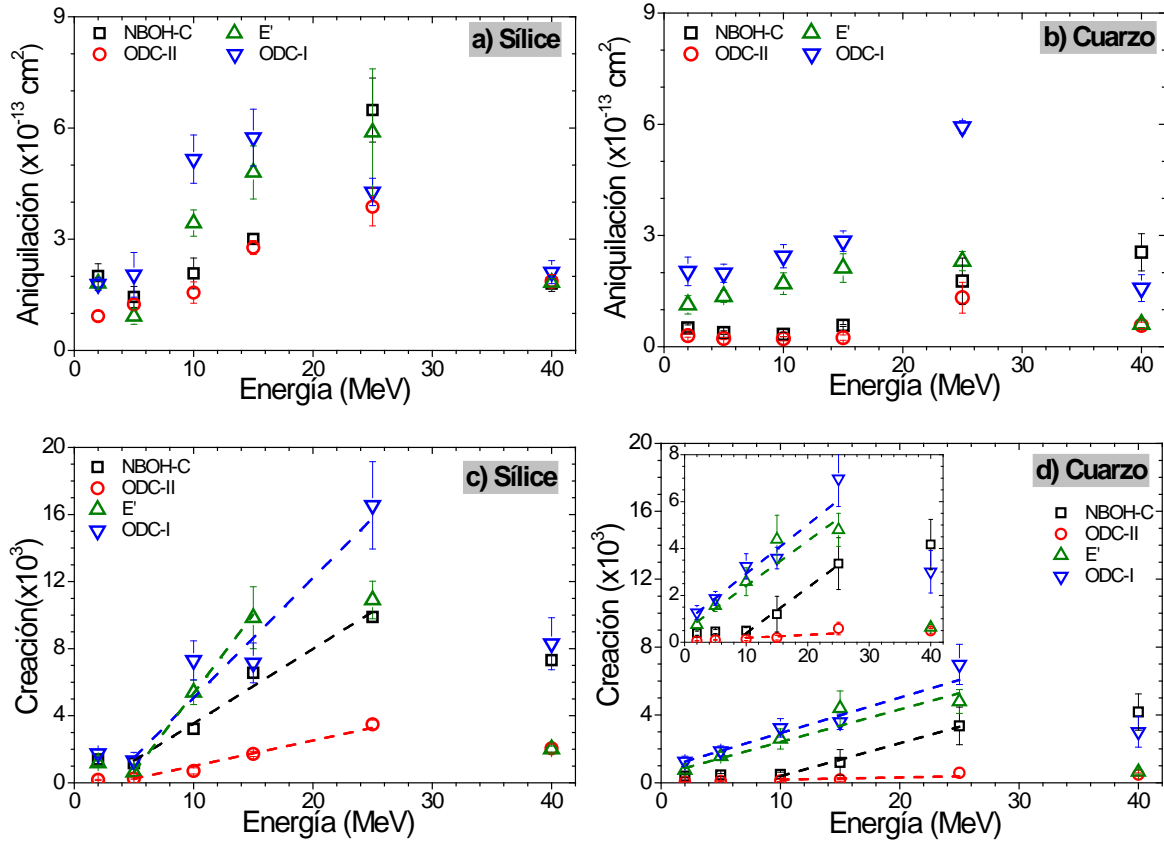 a) Sílice
NBOH-C
E'
ODC-II
ODC-I
Aniquilación (x10⁻¹³ cm²)
9
6
3
0
0 10 20 30 40
Energía (MeV)
b) Cuarzo
NBOH-C
E'
ODC-II
ODC-I
Aniquilación (x10⁻¹³ cm²)
9
6
3
0
0 10 20 30 40
Energía (MeV)
c) Sílice
NBOH-C
ODC-II
E'
ODC-I
Creación(x10³)
20
16
12
8
4
0
0 10 20 30 40
Energía (MeV)
d) Cuarzo
NBOH-C
ODC-II
E'
ODC-I
Creación (x10³)
20
16
12
8
4
0
0 10 20 30 40
Energía (MeV)
8
6
4
2
0
0 5 10 15 20 25 30 35 40